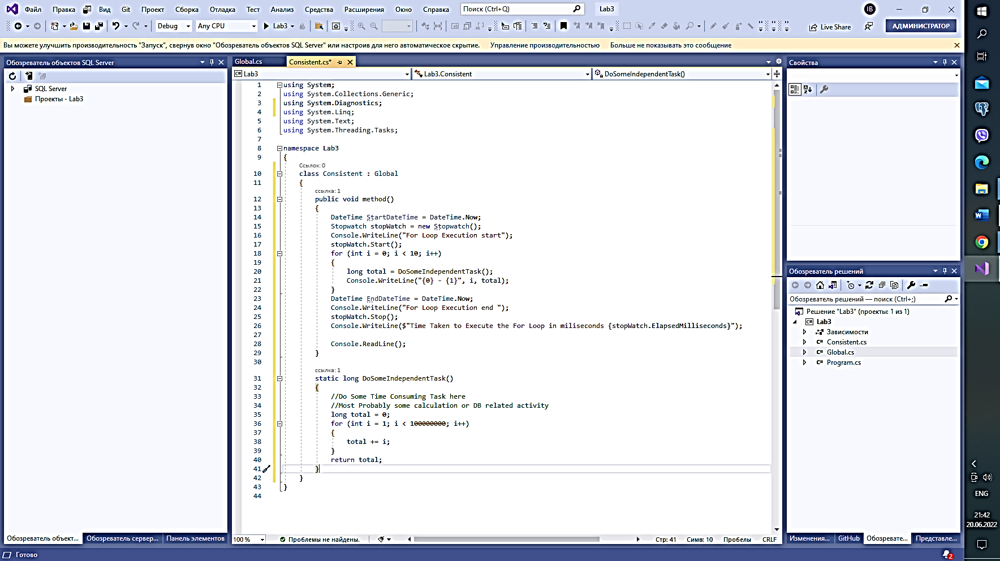 Файл Правка Вид Git Проект Сборка Отладка Тест Анализ Средства Расширения Окно Справка Поиск (Ctrl+Q) Lab3 IB
Debug Any CPU Lab3 Live Share АДМИНИСТРАТОР
Вы можете улучшить производительность "Запуск", свернув окно "Обозреватель объектов SQL Server" или настроив для него автоматическое скрытие. Управление производительностью Больше не показывать это сообщение
Обозреватель объектов SQL Server
SQL Server
Проекты - Lab3
Global.cs Consistent.cs*
Lab3 Lab3.Consistent DoSomeIndependentTask()
1 using System;
2 using System.Collections.Generic;
3 using System.Diagnostics;
4 using System.Linq;
5 using System.Text;
6 using System.Threading.Tasks;
7
8 namespace Lab3
9 {
Ссылок: 0
10 class Consistent : Global
11 {
ссылка: 1
12 public void method()
13 {
14 DateTime StartDateTime = DateTime.Now;
15 Stopwatch stopWatch = new Stopwatch();
16 Console.WriteLine("For Loop Execution start");
17 stopWatch.Start();
18 for (int i = 0; i < 10; i++)
19 {
20 long total = DoSomeIndependentTask();
21 Console.WriteLine("{0} - {1}", i, total);
22 }
23 DateTime EndDateTime = DateTime.Now;
24 Console.WriteLine("For Loop Execution end ");
25 stopWatch.Stop();
26 Console.WriteLine($"Time Taken to Execute the For Loop in miliseconds {stopWatch.ElapsedMilliseconds}");
27
28 Console.ReadLine();
29 }
30
ссылка: 1
31 static long DoSomeIndependentTask()
32 {
33 //Do Some Time Consuming Task here
34 //Most Probably some calculation or DB related activity
35 long total = 0;
36 for (int i = 1; i < 100000000; i++)
37 {
38 total += i;
39 }
40 return total;
41 }
42 }
43 }
44
100 % Проблемы не найдены. Стр: 41 Симв: 10 Пробелы CRLF
Обозреватель объект... Обозреватель сервер... Панель элементов
Готово
Свойства
Обозреватель решений
Обозреватель решений — поиск (Ctrl+;)
Решение "Lab3" (проекты: 1 из 1)
Lab3
Зависимости
C# Consistent.cs
C# Global.cs
C# Program.cs
Изменения... GitHub Обозревате... Представле...
2
ENG
21:42
20.06.2022